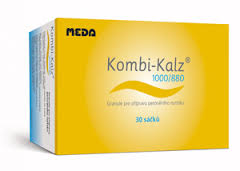 MEDA
Kombi-Kalz®
1000/880
Granule pro přípravu perorálního roztoku
30 sáčků